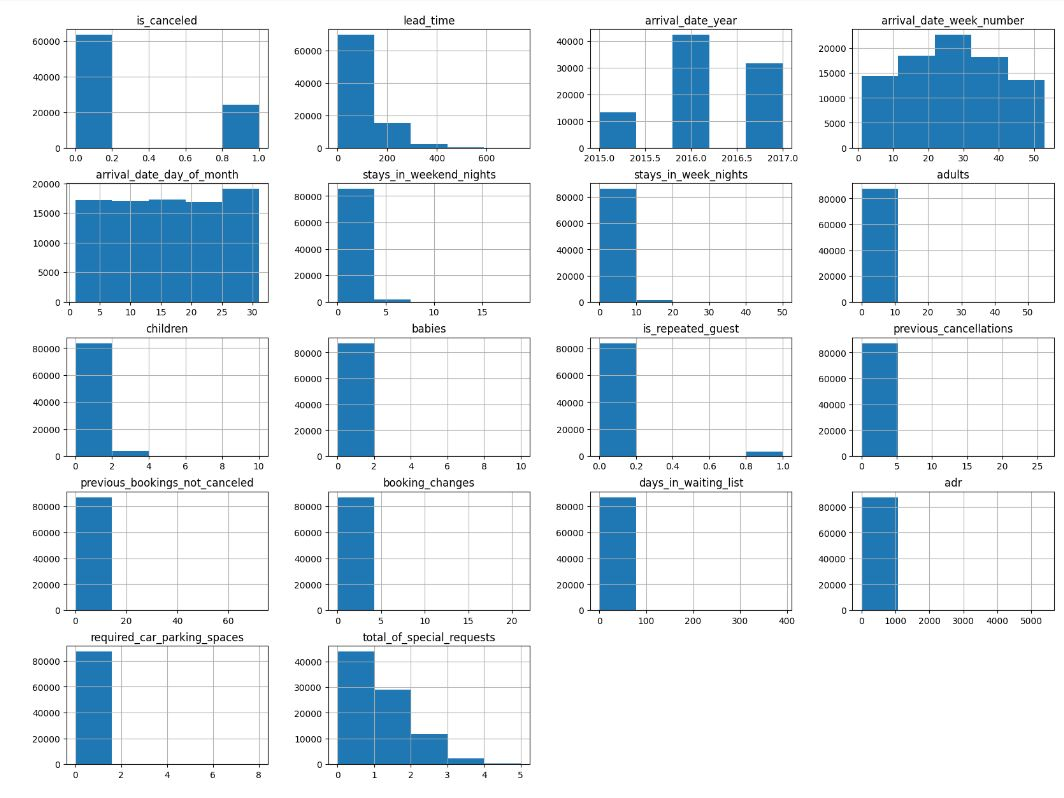 is_canceled lead_time arrival_date_year arrival_date_week_number
60000 40000 20000 0
0.0 0.2 0.4 0.6 0.8 1.0
60000 40000 20000 0
0 200 400 600
40000 30000 20000 10000 0
2015.0 2015.5 2016.0 2016.5 2017.0
20000 15000 10000 5000 0
0 10 20 30 40 50
arrival_date_day_of_month stays_in_weekend_nights stays_in_week_nights adults
20000 15000 10000 5000 0
0 5 10 15 20 25 30
80000 60000 40000 20000 0
0 5 10 15
80000 60000 40000 20000 0
0 10 20 30 40 50
80000 60000 40000 20000 0
0 10 20 30 40 50
children babies is_repeated_guest previous_cancellations
80000 60000 40000 20000 0
0 2 4 6 8 10
80000 60000 40000 20000 0
0 2 4 6 8 10
80000 60000 40000 20000 0
0.0 0.2 0.4 0.6 0.8 1.0
80000 60000 40000 20000 0
0 5 10 15 20 25
previous_bookings_not_canceled booking_changes days_in_waiting_list adr
80000 60000 40000 20000 0
0 20 40 60
80000 60000 40000 20000 0
0 5 10 15 20
80000 60000 40000 20000 0
0 100 200 300 400
80000 60000 40000 20000 0
0 1000 2000 3000 4000 5000
required_car_parking_spaces total_of_special_requests
80000 60000 40000 20000 0
0 2 4 6 8
40000 30000 20000 10000 0
0 1 2 3 4 5